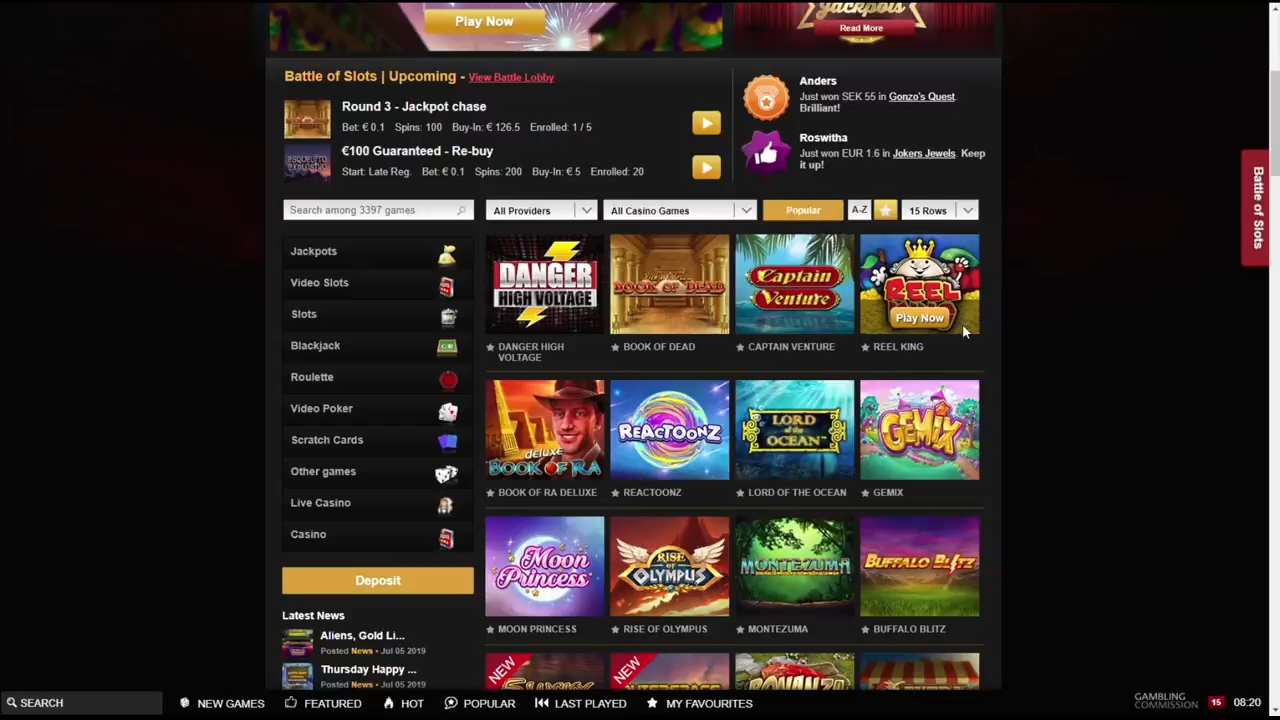 Play Now
Jackpots
Read More
Battle of Slots | Upcoming - View Battle Lobby
Round 3 - Jackpot chase
Bet: € 0.1 Spins: 100 Buy-In: € 126.5 Enrolled: 1 / 5
€100 Guaranteed - Re-buy
Start: Late Reg. Bet: € 0.1 Spins: 200 Buy-In: € 5 Enrolled: 20
Anders
Just won SEK 55 in Gonzo's Quest.
Brilliant!
Roswitha
Just won EUR 1.6 in Jokers Jewels. Keep
it up!
Battle of Slots
Search among 3397 games
All Providers
All Casino Games
Popular
A-Z
15 Rows
Jackpots
Video Slots
Slots
Blackjack
Roulette
Video Poker
Scratch Cards
Other games
Live Casino
Casino
Deposit
Latest News
Aliens, Gold Li...
Posted News • Jul 05 2019
Thursday Happy ...
Posted News • Jul 05 2019
DANGER
HIGH VOLTAGE
BOOK OF DEAD
Captain
Venture
REEL
Play Now
DANGER HIGH
VOLTAGE
BOOK OF DEAD
CAPTAIN VENTURE
REEL KING
deluxe
BOOK OF RA
REACTOONZ
LORD
of the
OCEAN™
GEMIX
BOOK OF RA DELUXE
REACTOONZ
LORD OF THE OCEAN
GEMIX
Moon
Princess
RISE
OF
OLYMPUS
MONTEZUMA
BUFFALO BLITZ
MOON PRINCESS
RISE OF OLYMPUS
MONTEZUMA
BUFFALO BLITZ
NEW
NEW
BONANZA
SEARCH
NEW GAMES
FEATURED
HOT
POPULAR
LAST PLAYED
MY FAVOURITES
GAMBLING
COMMISSION
15
08:20